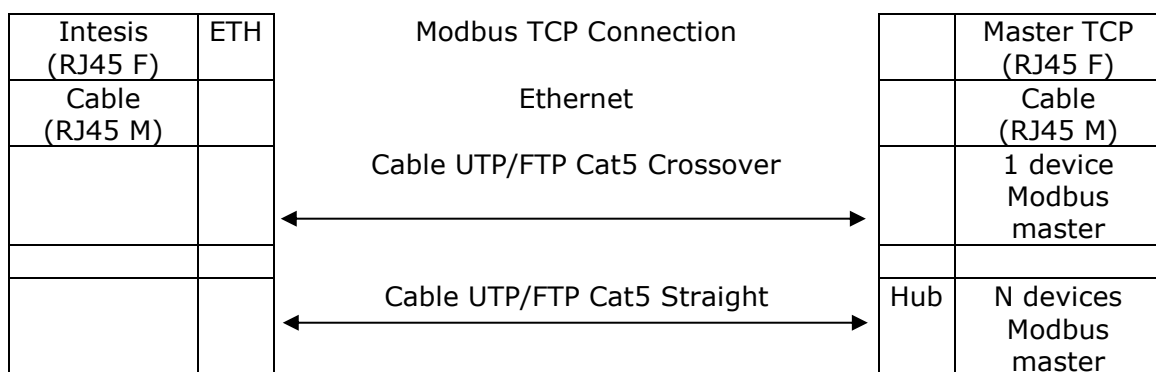 Intesis ETH Modbus TCP Connection Master TCP
(RJ45 F) (RJ45 F)
Cable Ethernet Cable
(RJ45 M) (RJ45 M)
Cable UTP/FTP Cat5 Crossover 1 device
Modbus
master
Cable UTP/FTP Cat5 Straight Hub N devices
Modbus
master